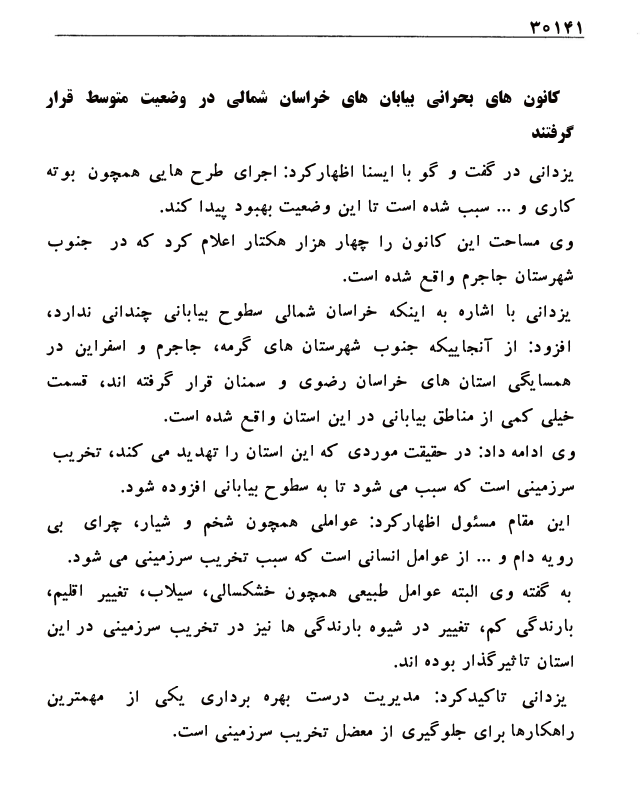 ۳۰۱۴۱
کانون های بحرانی بیابان های خراسان شمالی در وضعیت متوسط قرار
گرفتند
یزدانی در گفت و گو با ایسنا اظهارکرد: اجرای طرح هایی همچون بوته
کاری و ... سبب شده است تا این وضعیت بهبود پیدا کند.
وی مساحت این کانون را چهار هزار هکتار اعلام کرد که در جنوب
شهرستان جاجرم واقع شده است.
یزدانی با اشاره به اینکه خراسان شمالی سطوح بیابانی چندانی ندارد،
افزود: از آنجاییکه جنوب شهرستان های گرمه، جاجرم و اسفراین در
همسایگی استان های خراسان رضوی و سمنان قرار گرفته اند، قسمت
خیلی کمی از مناطق بیابانی در این استان واقع شده است.
وی ادامه داد: در حقیقت موردی که این استان را تهدید می کند، تخریب
سرزمینی است که سبب می شود تا به سطوح بیابانی افزوده شود.
این مقام مسئول اظهارکرد: عواملی همچون شخم و شیار، چرای بی
رویه دام و ... از عوامل انسانی است که سبب تخریب سرزمینی می شود.
به گفته وی البته عوامل طبیعی همچون خشکسالی، سیلاب، تغییر اقلیم،
بارندگی کم، تغییر در شیوه بارندگی ها نیز در تخریب سرزمینی در این
استان تاثیرگذار بوده اند.
یزدانی تاکیدکرد: مدیریت درست بهره برداری یکی از مهمترین
راهکارها برای جلوگیری از معضل تخریب سرزمینی است.